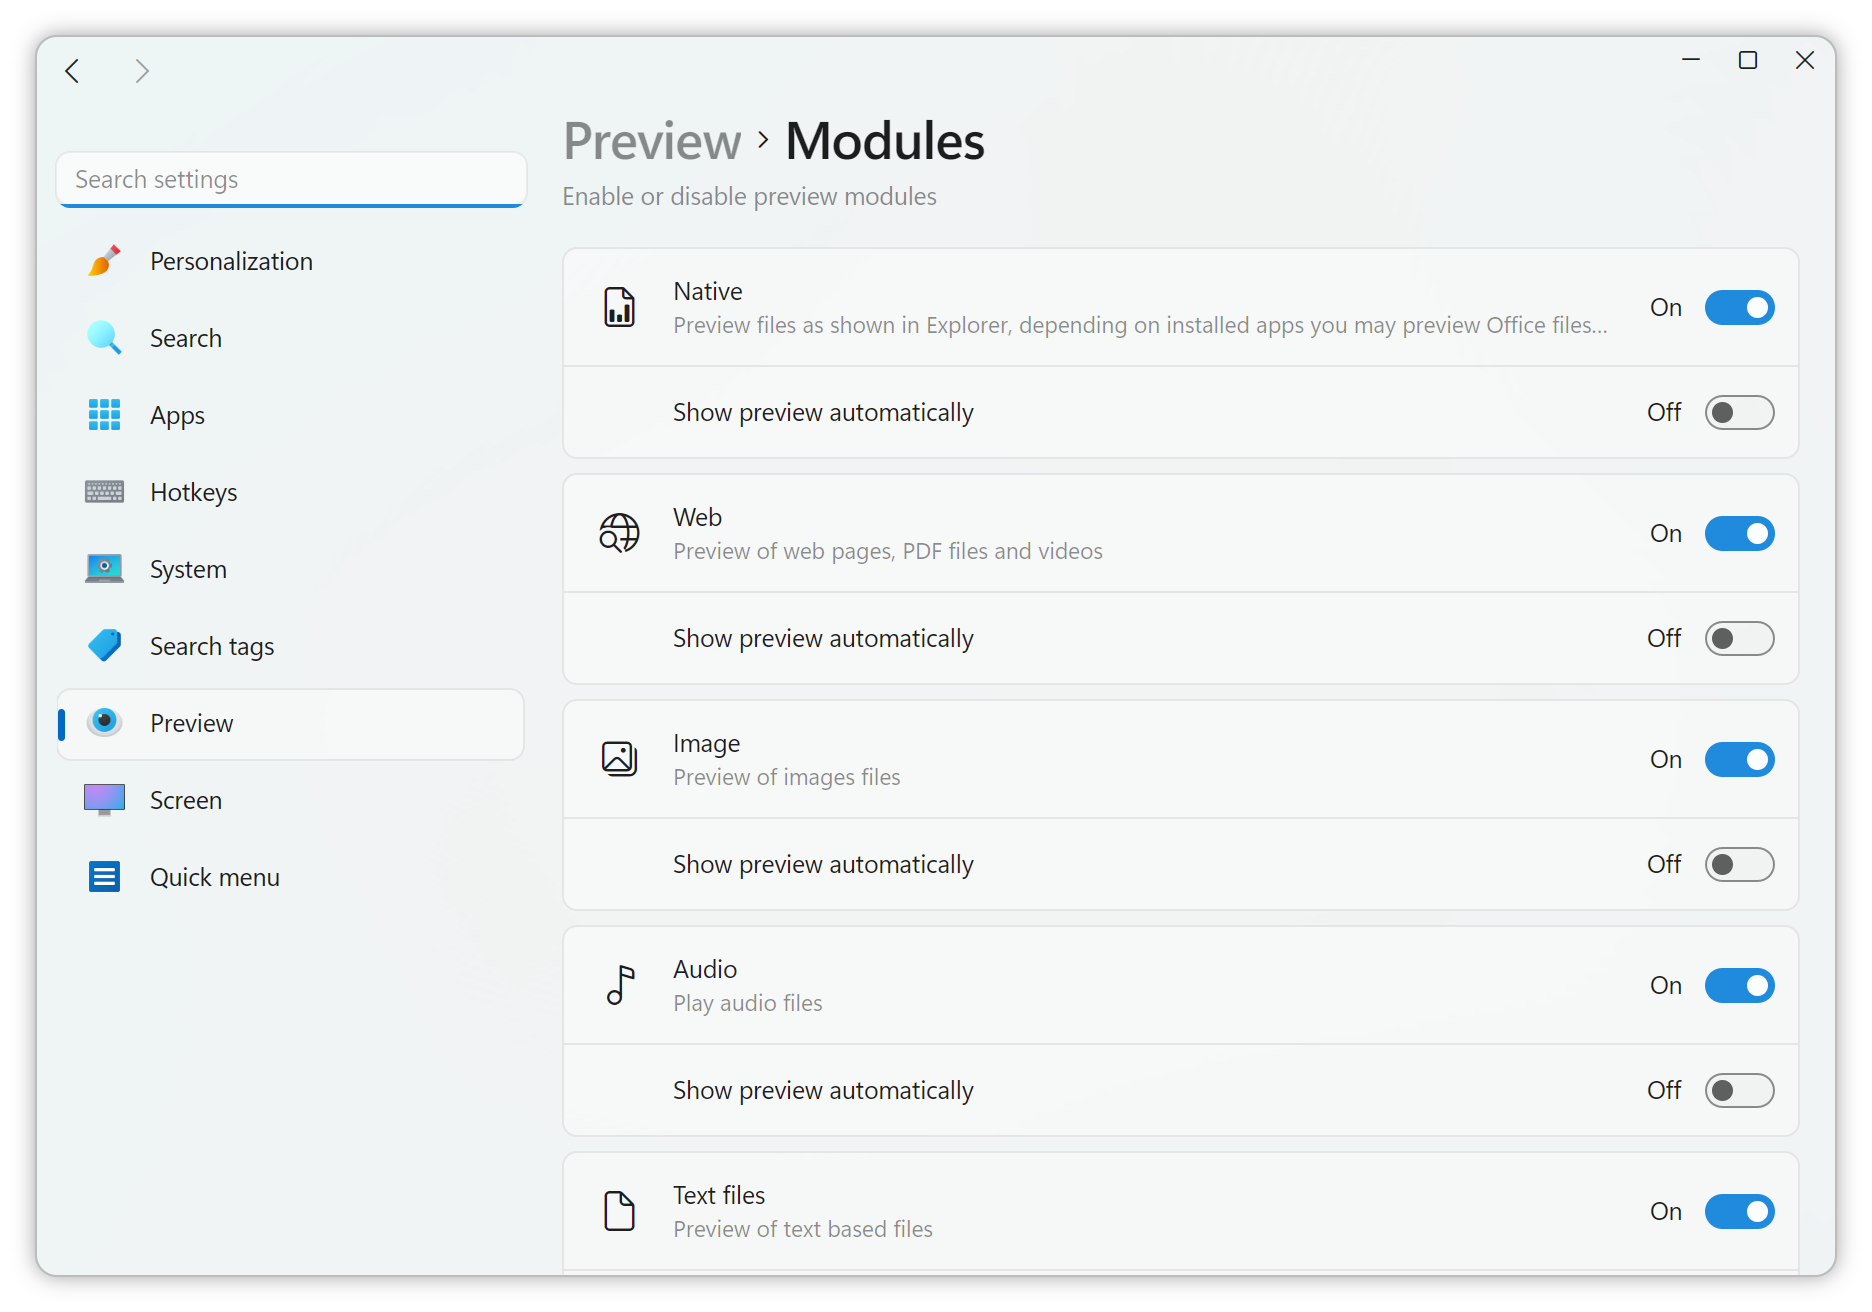 Search settings
Personalization
Search
Apps
Hotkeys
System
Search tags
Preview
Screen
Quick menu
Preview › Modules
Enable or disable preview modules
Native
Preview files as shown in Explorer, depending on installed apps you may preview Office files...
On
Show preview automatically
Off
Web
Preview of web pages, PDF files and videos
On
Show preview automatically
Off
Image
Preview of images files
On
Show preview automatically
Off
Audio
Play audio files
On
Show preview automatically
Off
Text files
Preview of text based files
On